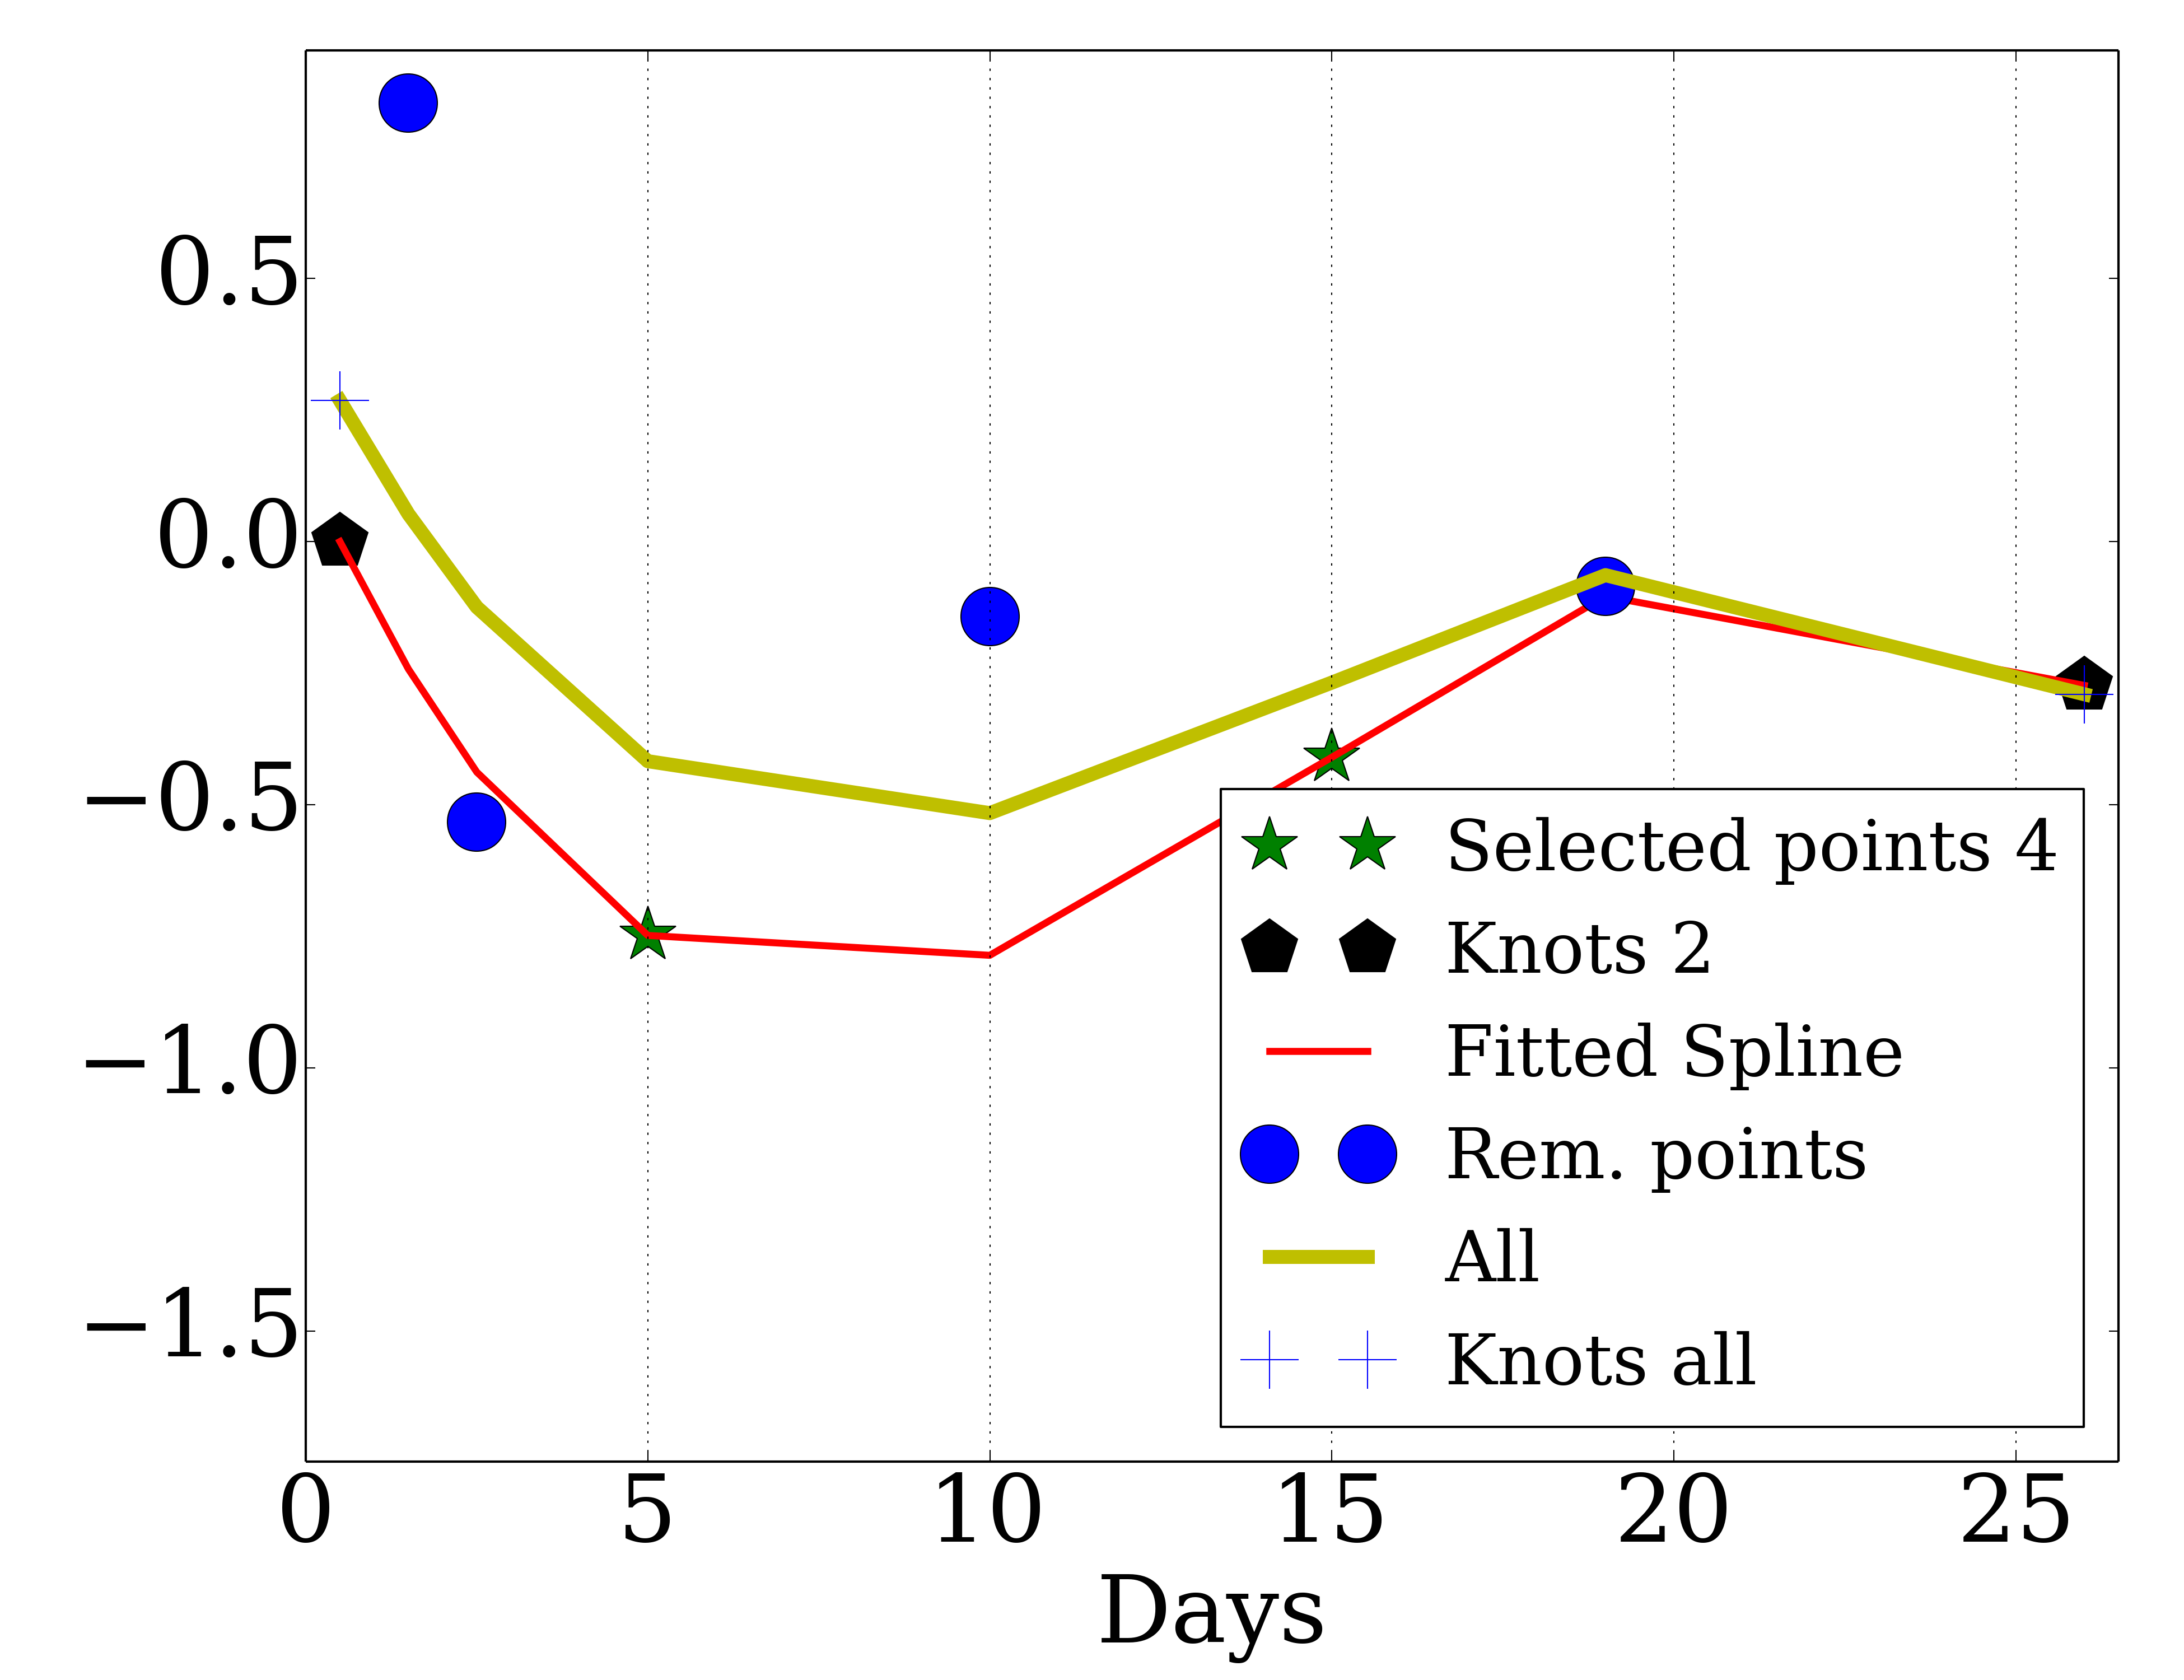 0.5
0.0
−0.5
−1.0
−1.5
Selected points 4
Knots 2
Fitted Spline
Rem. points
All
Knots all
0 5 10 15 20 25
Days